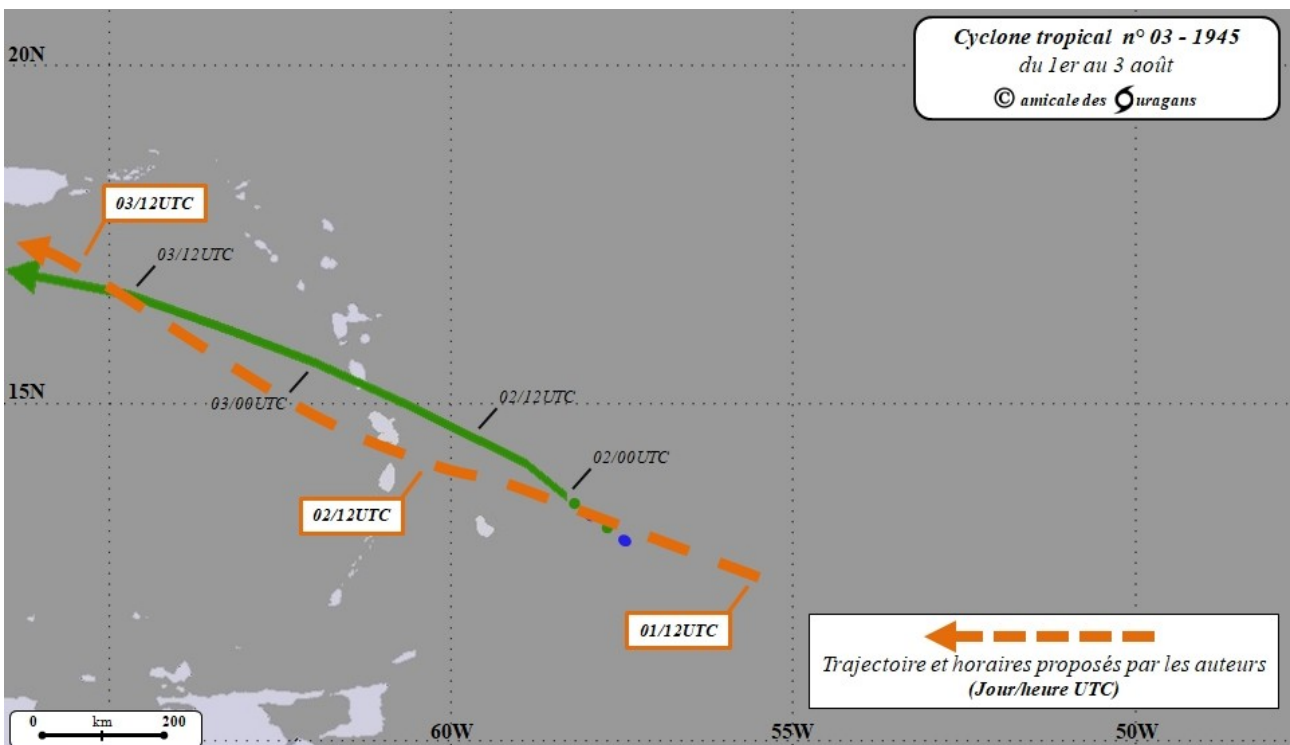 20N
Cyclone tropical n° 03 - 1945
du 1er au 3 août
© amicale des Ouragans
03/12UTC
03/12UTC
15N
03/00UTC
02/12UTC
02/00UTC
02/12UTC
01/12UTC
Trajectoire et horaires proposés par les auteurs
(Jour/heure UTC)
0 km 200
60W
55W
50W